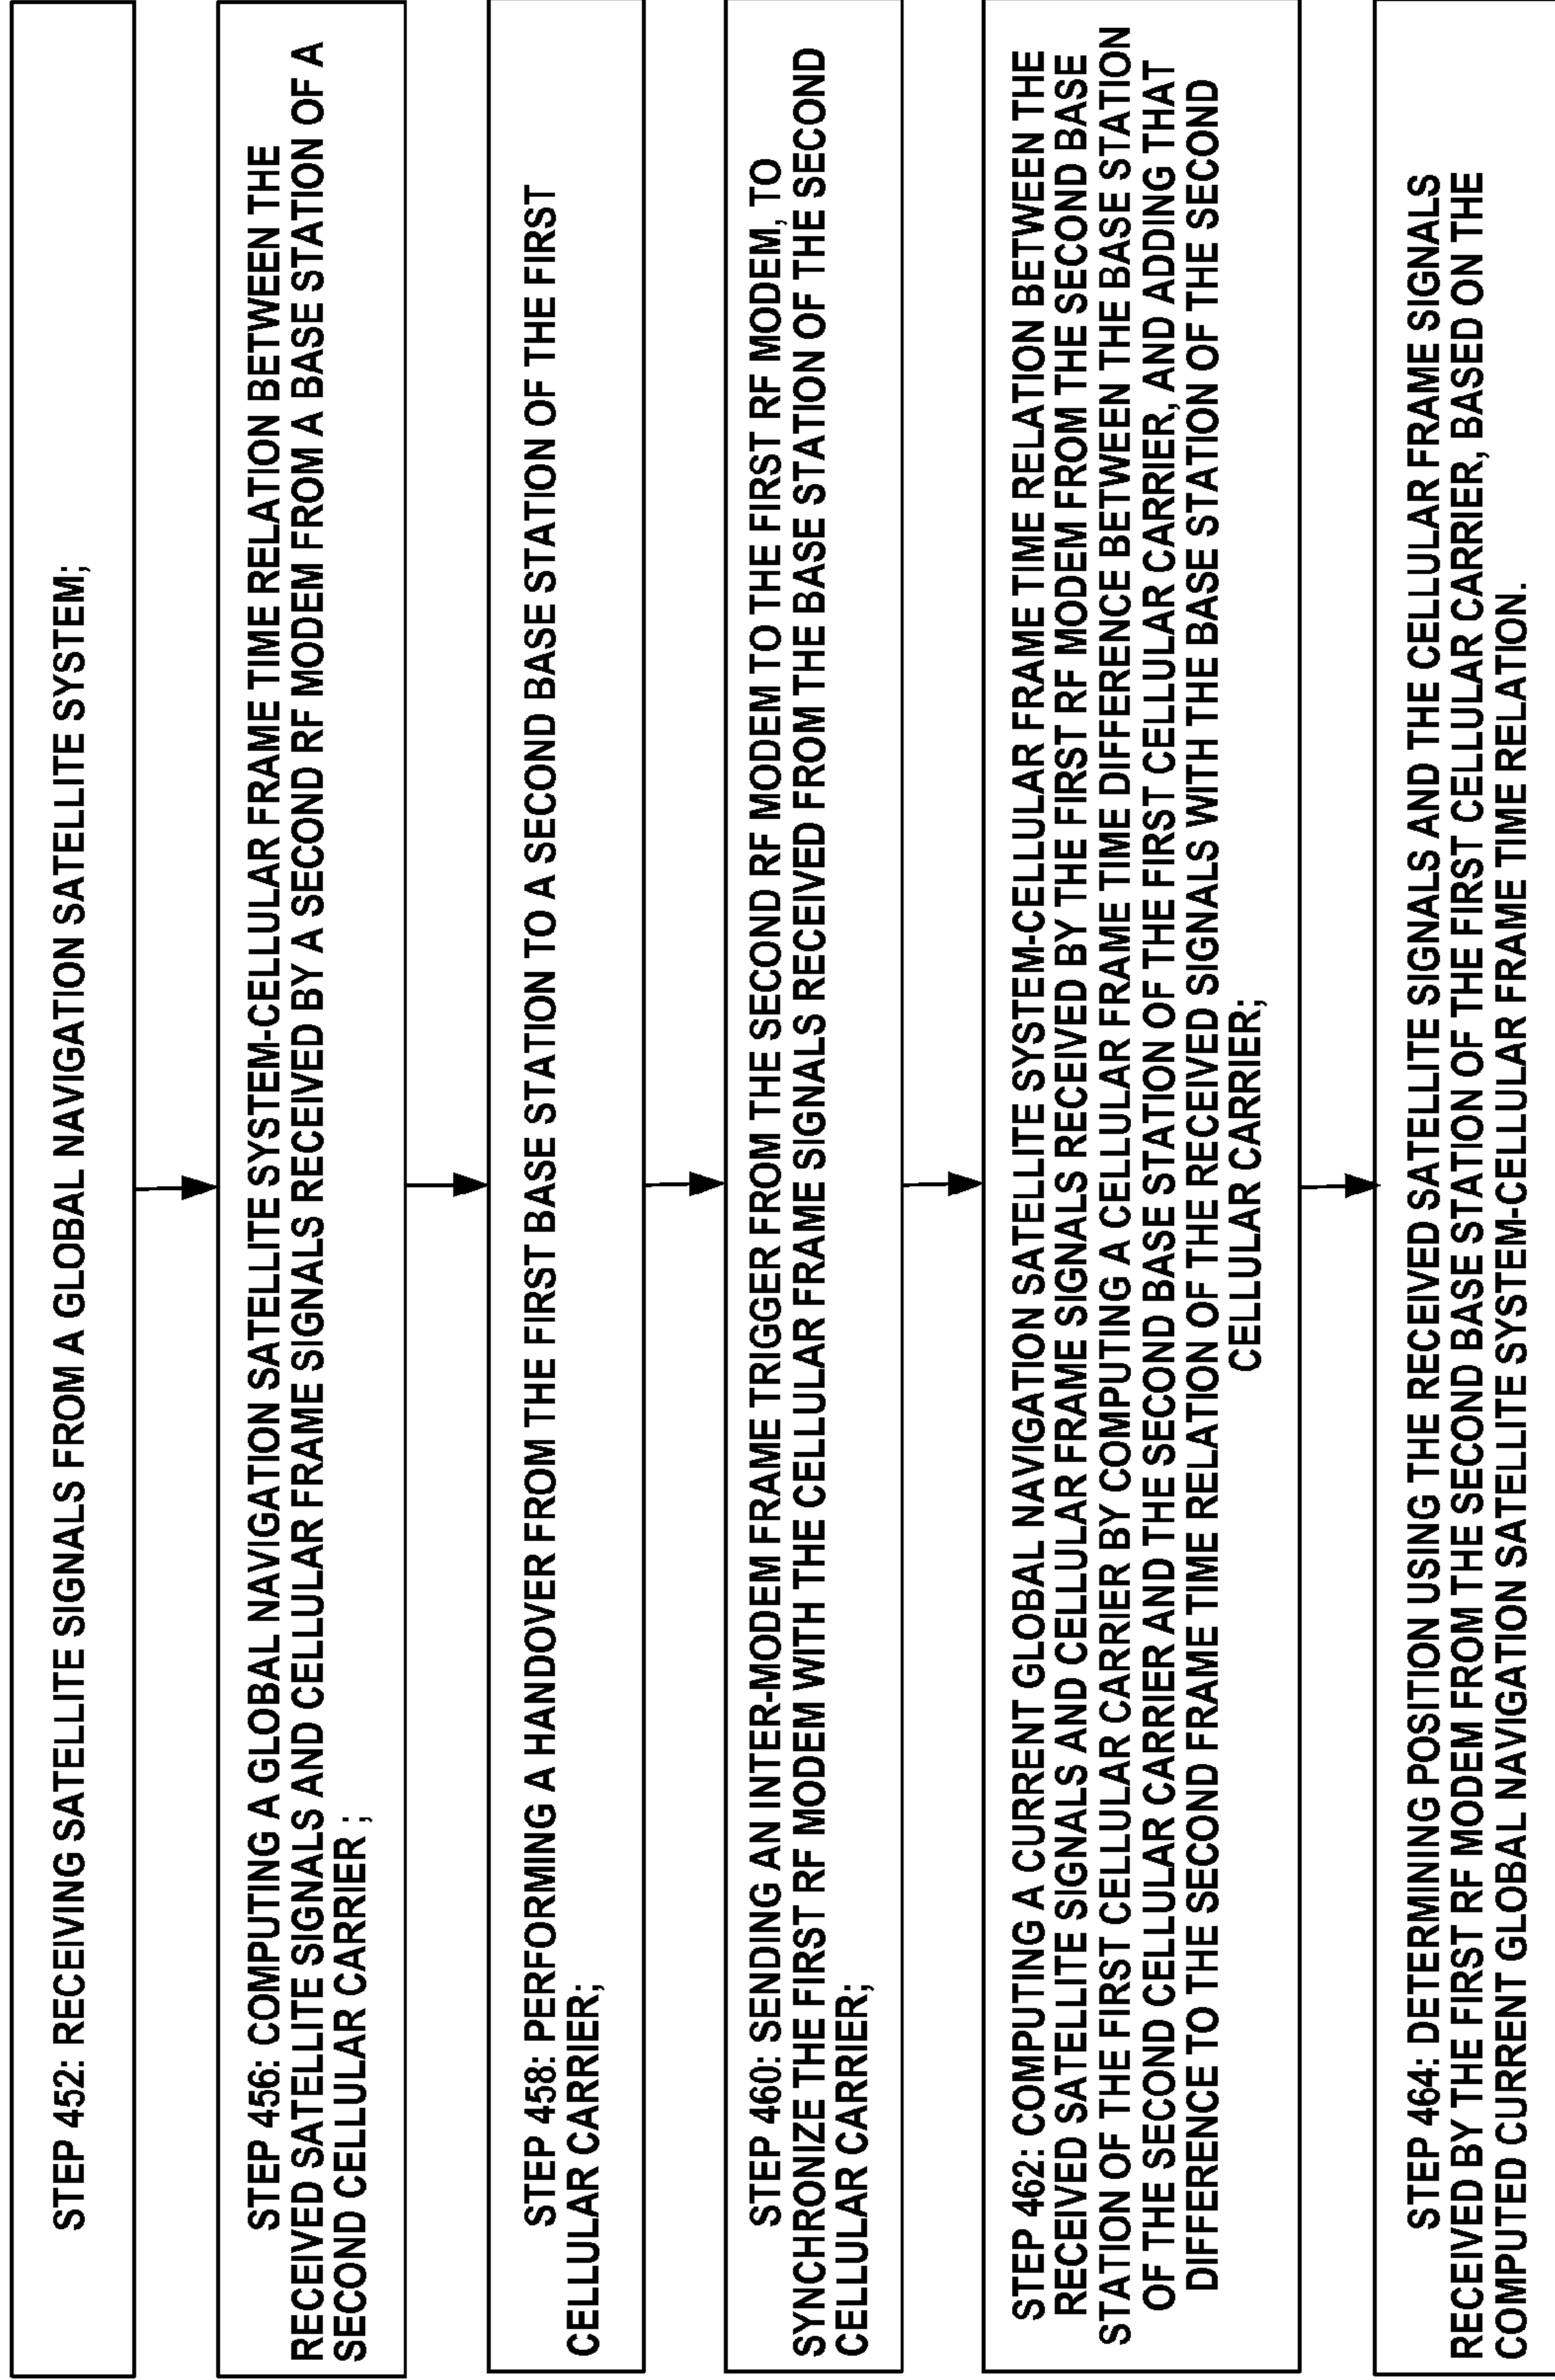 STEP 452: RECEIVING SATELLITE SIGNALS FROM A GLOBAL NAVIGATION SATELLITE SYSTEM;
STEP 456: COMPUTING A GLOBAL NAVIGATION SATELLITE SYSTEM-CELLULAR FRAME TIME RELATION BETWEEN THE
RECEIVED SATELLITE SIGNALS AND CELLULAR FRAME SIGNALS RECEIVED BY A SECOND RF MODEM FROM A BASE STATION OF A
SECOND CELLULAR CARRIER ;
STEP 458: PERFORMING A HANDOVER FROM THE FIRST BASE STATION TO A SECOND BASE STATION OF THE FIRST
CELLULAR CARRIER;
STEP 460: SENDING AN INTER-MODEM FRAME TRIGGER FROM THE SECOND RF MODEM TO THE FIRST RF MODEM, TO
SYNCHRONIZE THE FIRST RF MODEM WITH THE CELLULAR FRAME SIGNALS RECEIVED FROM THE BASE STATION OF THE SECOND
CELLULAR CARRIER;
STEP 462: COMPUTING A CURRENT GLOBAL NAVIGATION SATELLITE SYSTEM-CELLULAR FRAME TIME RELATION BETWEEN THE
RECEIVED SATELLITE SIGNALS AND CELLULAR FRAME SIGNALS RECEIVED BY THE FIRST RF MODEM FROM THE SECOND BASE
STATION OF THE FIRST CELLULAR CARRIER BY COMPUTING A CELLULAR FRAME TIME DIFFERENCE BETWEEN THE BASE STATION
OF THE SECOND CELLULAR CARRIER AND THE SECOND BASE STATION OF THE FIRST CELLULAR CARRIER, AND ADDING THAT
DIFFERENCE TO THE SECOND FRAME TIME RELATION OF THE RECEIVED SIGNALS WITH THE BASE STATION OF THE SECOND
CELLULAR CARRIER;
STEP 464: DETERMINING POSITION USING THE RECEIVED SATELLITE SIGNALS AND THE CELLULAR FRAME SIGNALS
RECEIVED BY THE FIRST RF MODEM FROM THE SECOND BASE STATION OF THE FIRST CELLULAR CARRIER, BASED ON THE
COMPUTED CURRENT GLOBAL NAVIGATION SATELLITE SYSTEM-CELLULAR FRAME TIME RELATION.